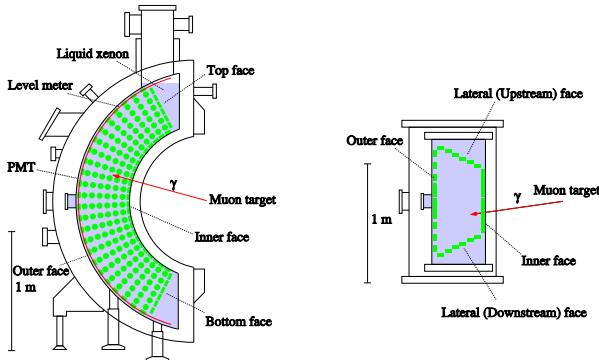 Liquid xenon
Top face
Level meter
PMT
γ
Muon target
Inner face
Outer face
1 m
Bottom face
Lateral (Upstream) face
Outer face
γ
Muon target
1 m
Inner face
Lateral (Downstream) face